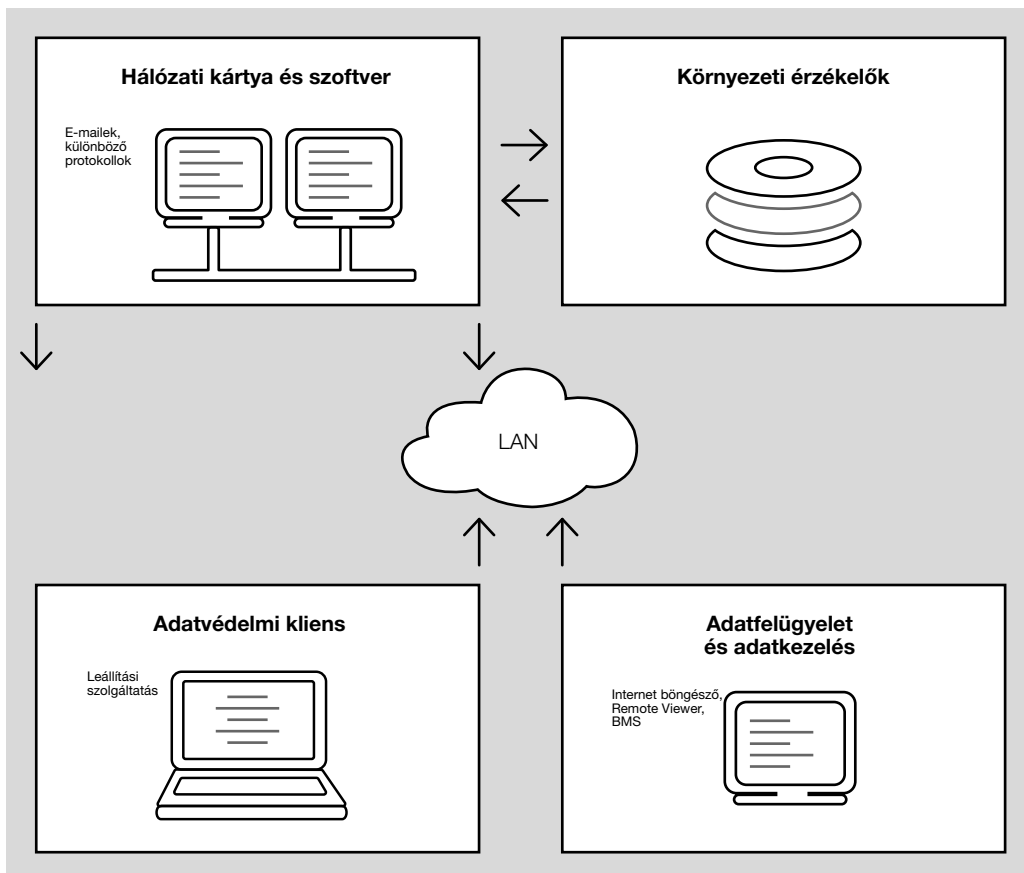 Hálózati kártya és szoftver
E-mailek,
különböző
protokollok
Környezeti érzékelők
LAN
Adatvédelmi kliens
Leállítási
szolgáltatás
Adatfelügyelet
és adatkezelés
Internet böngésző,
Remote Viewer,
BMS